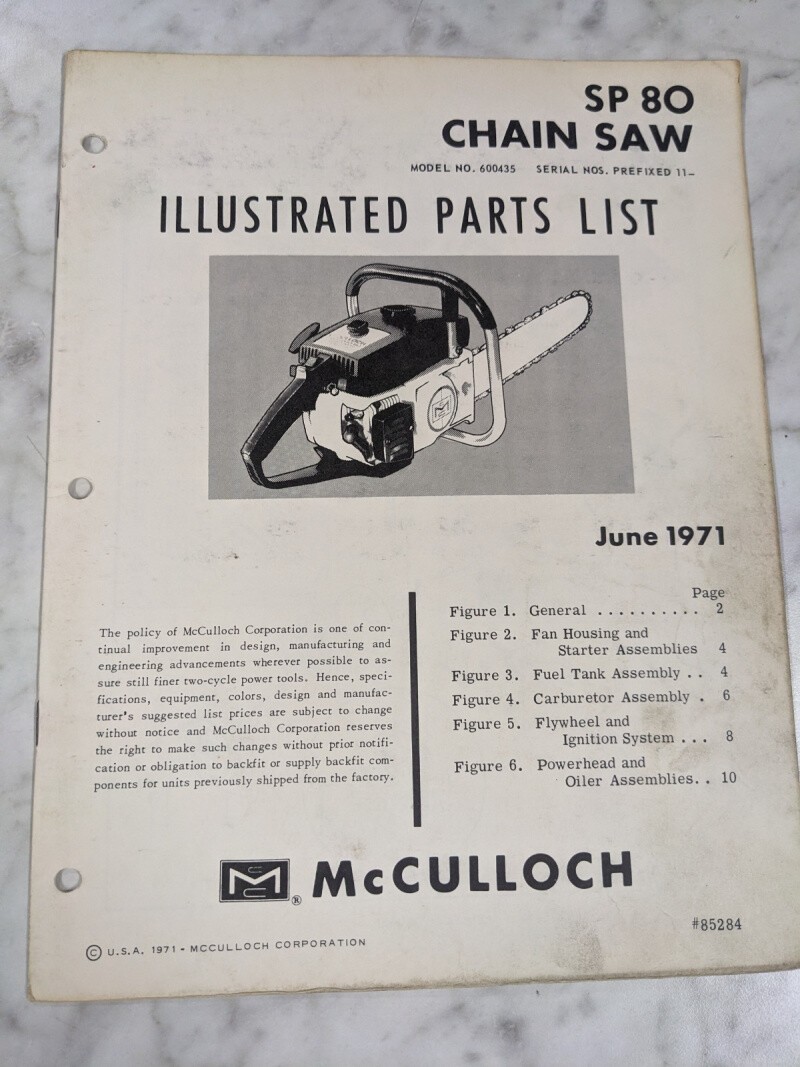 SP 80
CHAIN SAW
MODEL NO. 600435 SERIAL NOS. PREFIXED 11–
ILLUSTRATED PARTS LIST
June 1971
The policy of McCulloch Corporation is one of con-
tinual improvement in design, manufacturing and
engineering advancements wherever possible to as-
sure still finer two-cycle power tools. Hence, speci-
fications, equipment, colors, design and manufac-
turer's suggested list prices are subject to change
without notice and McCulloch Corporation reserves
the right to make such changes without prior notifi-
cation or obligation to backfit or supply backfit com-
ponents for units previously shipped from the factory.
Page
Figure 1. General .......... 2
Figure 2. Fan Housing and
Starter Assemblies 4
Figure 3. Fuel Tank Assembly .. 4
Figure 4. Carburetor Assembly . 6
Figure 5. Flywheel and
Ignition System ... 8
Figure 6. Powerhead and
Oiler Assemblies.. 10
M ® McCULLOCH
#85284
© U.S.A. 1971 - MCCULLOCH CORPORATION